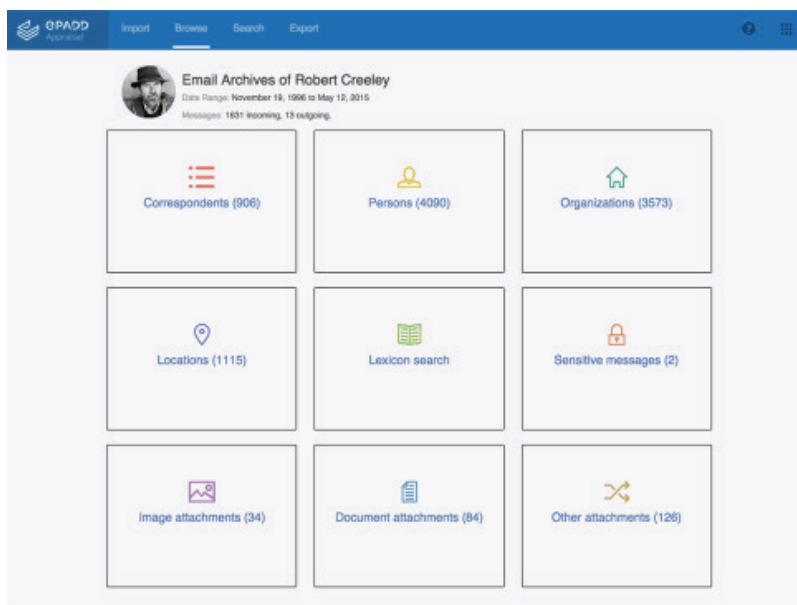 ePADD
Appraisal
Import Browse Search Export
Email Archives of Robert Creeley
Date Range: November 19, 1996 to May 12, 2015
Messages: 1631 incoming, 13 outgoing.
Correspondents (906)
Persons (4090)
Organizations (3573)
Locations (1115)
Lexicon search
Sensitive messages (2)
Image attachments (34)
Document attachments (84)
Other attachments (126)